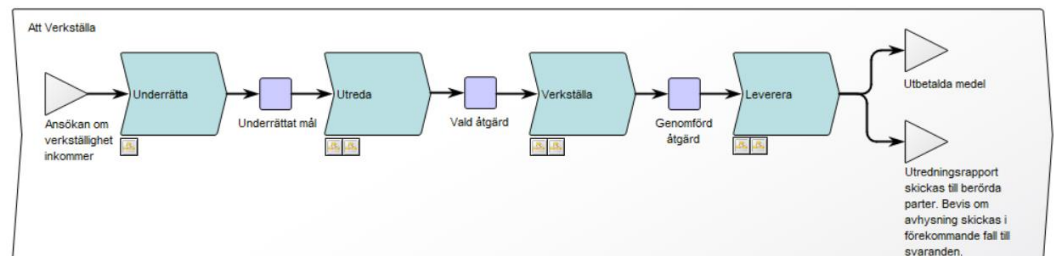 Att Verkställa
Underrätta
Utreda
Verkställa
Leverera
Ansökan om
verkställighet
inkommer
Underrättat mål
Vald åtgärd
Genomförd
åtgärd
Utbetalda medel
Utredningsrapport
skickas till berörda
parter. Bevis om
avhysning skickas i
förekommande fall till
svaranden.